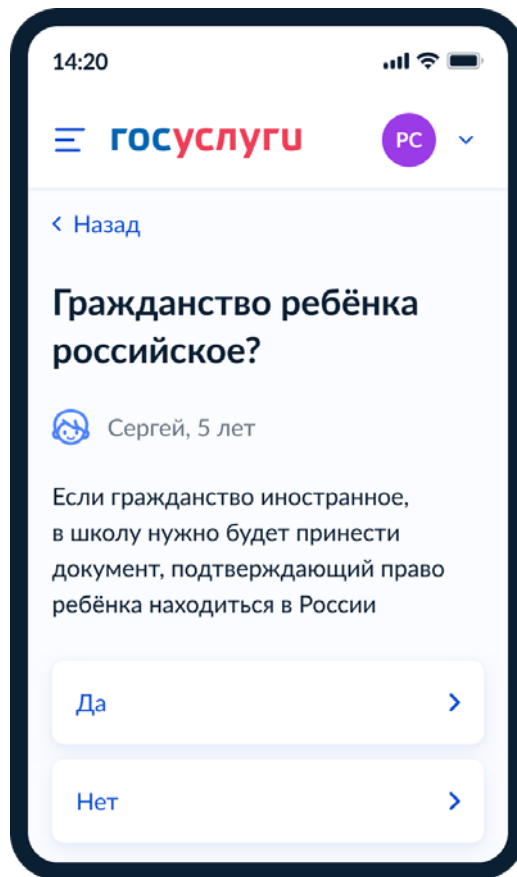 14:20
госуслуги
РС
Назад
Гражданство ребёнка
российское?
Сергей, 5 лет
Если гражданство иностранное,
в школу нужно будет принести
документ, подтверждающий право
ребёнка находиться в России
Да
Нет